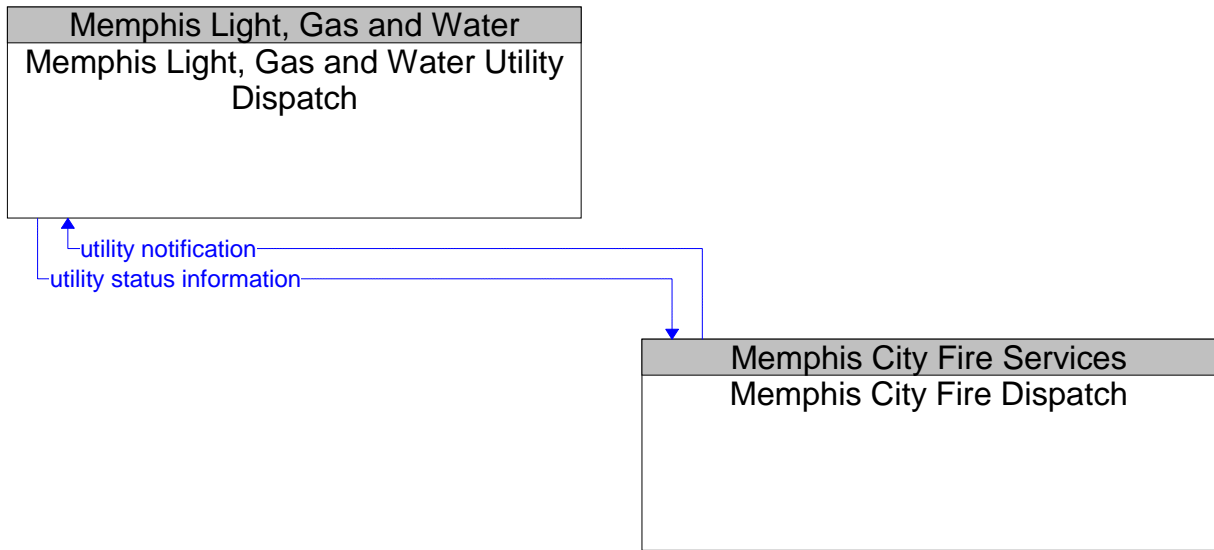 Memphis Light, Gas and Water
Memphis Light, Gas and Water Utility
Dispatch
utility notification
utility status information
Memphis City Fire Services
Memphis City Fire Dispatch